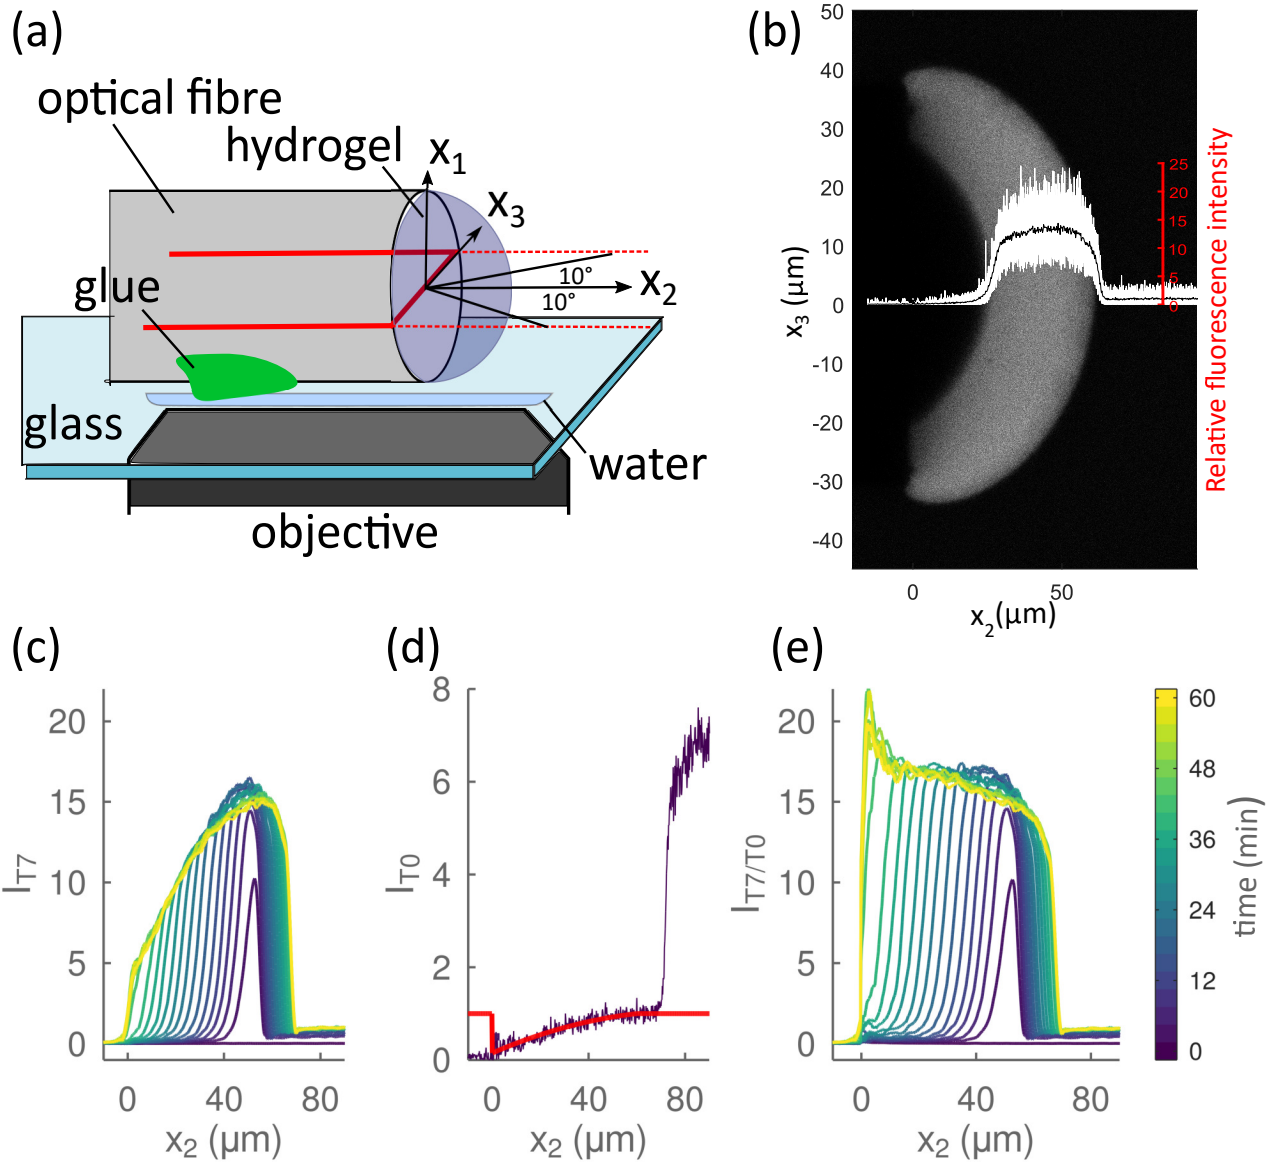 (a)
optical fibre
hydrogel
x1
x3
10°
10°
x2
glue
glass
water
objective
(b)
50
40
30
20
10
0
-10
-20
-30
-40
x3 (µm)
0
50
x2(µm)
25
20
15
10
5
0
Relative fluorescence intensity
(c)
20
15
10
5
0
IT7
0
40
80
x2 (µm)
(d)
8
6
4
2
0
IT0
0
40
80
x2 (µm)
(e)
20
15
10
5
0
IT7/T0
0
40
80
x2 (µm)
60
48
36
24
12
0
time (min)